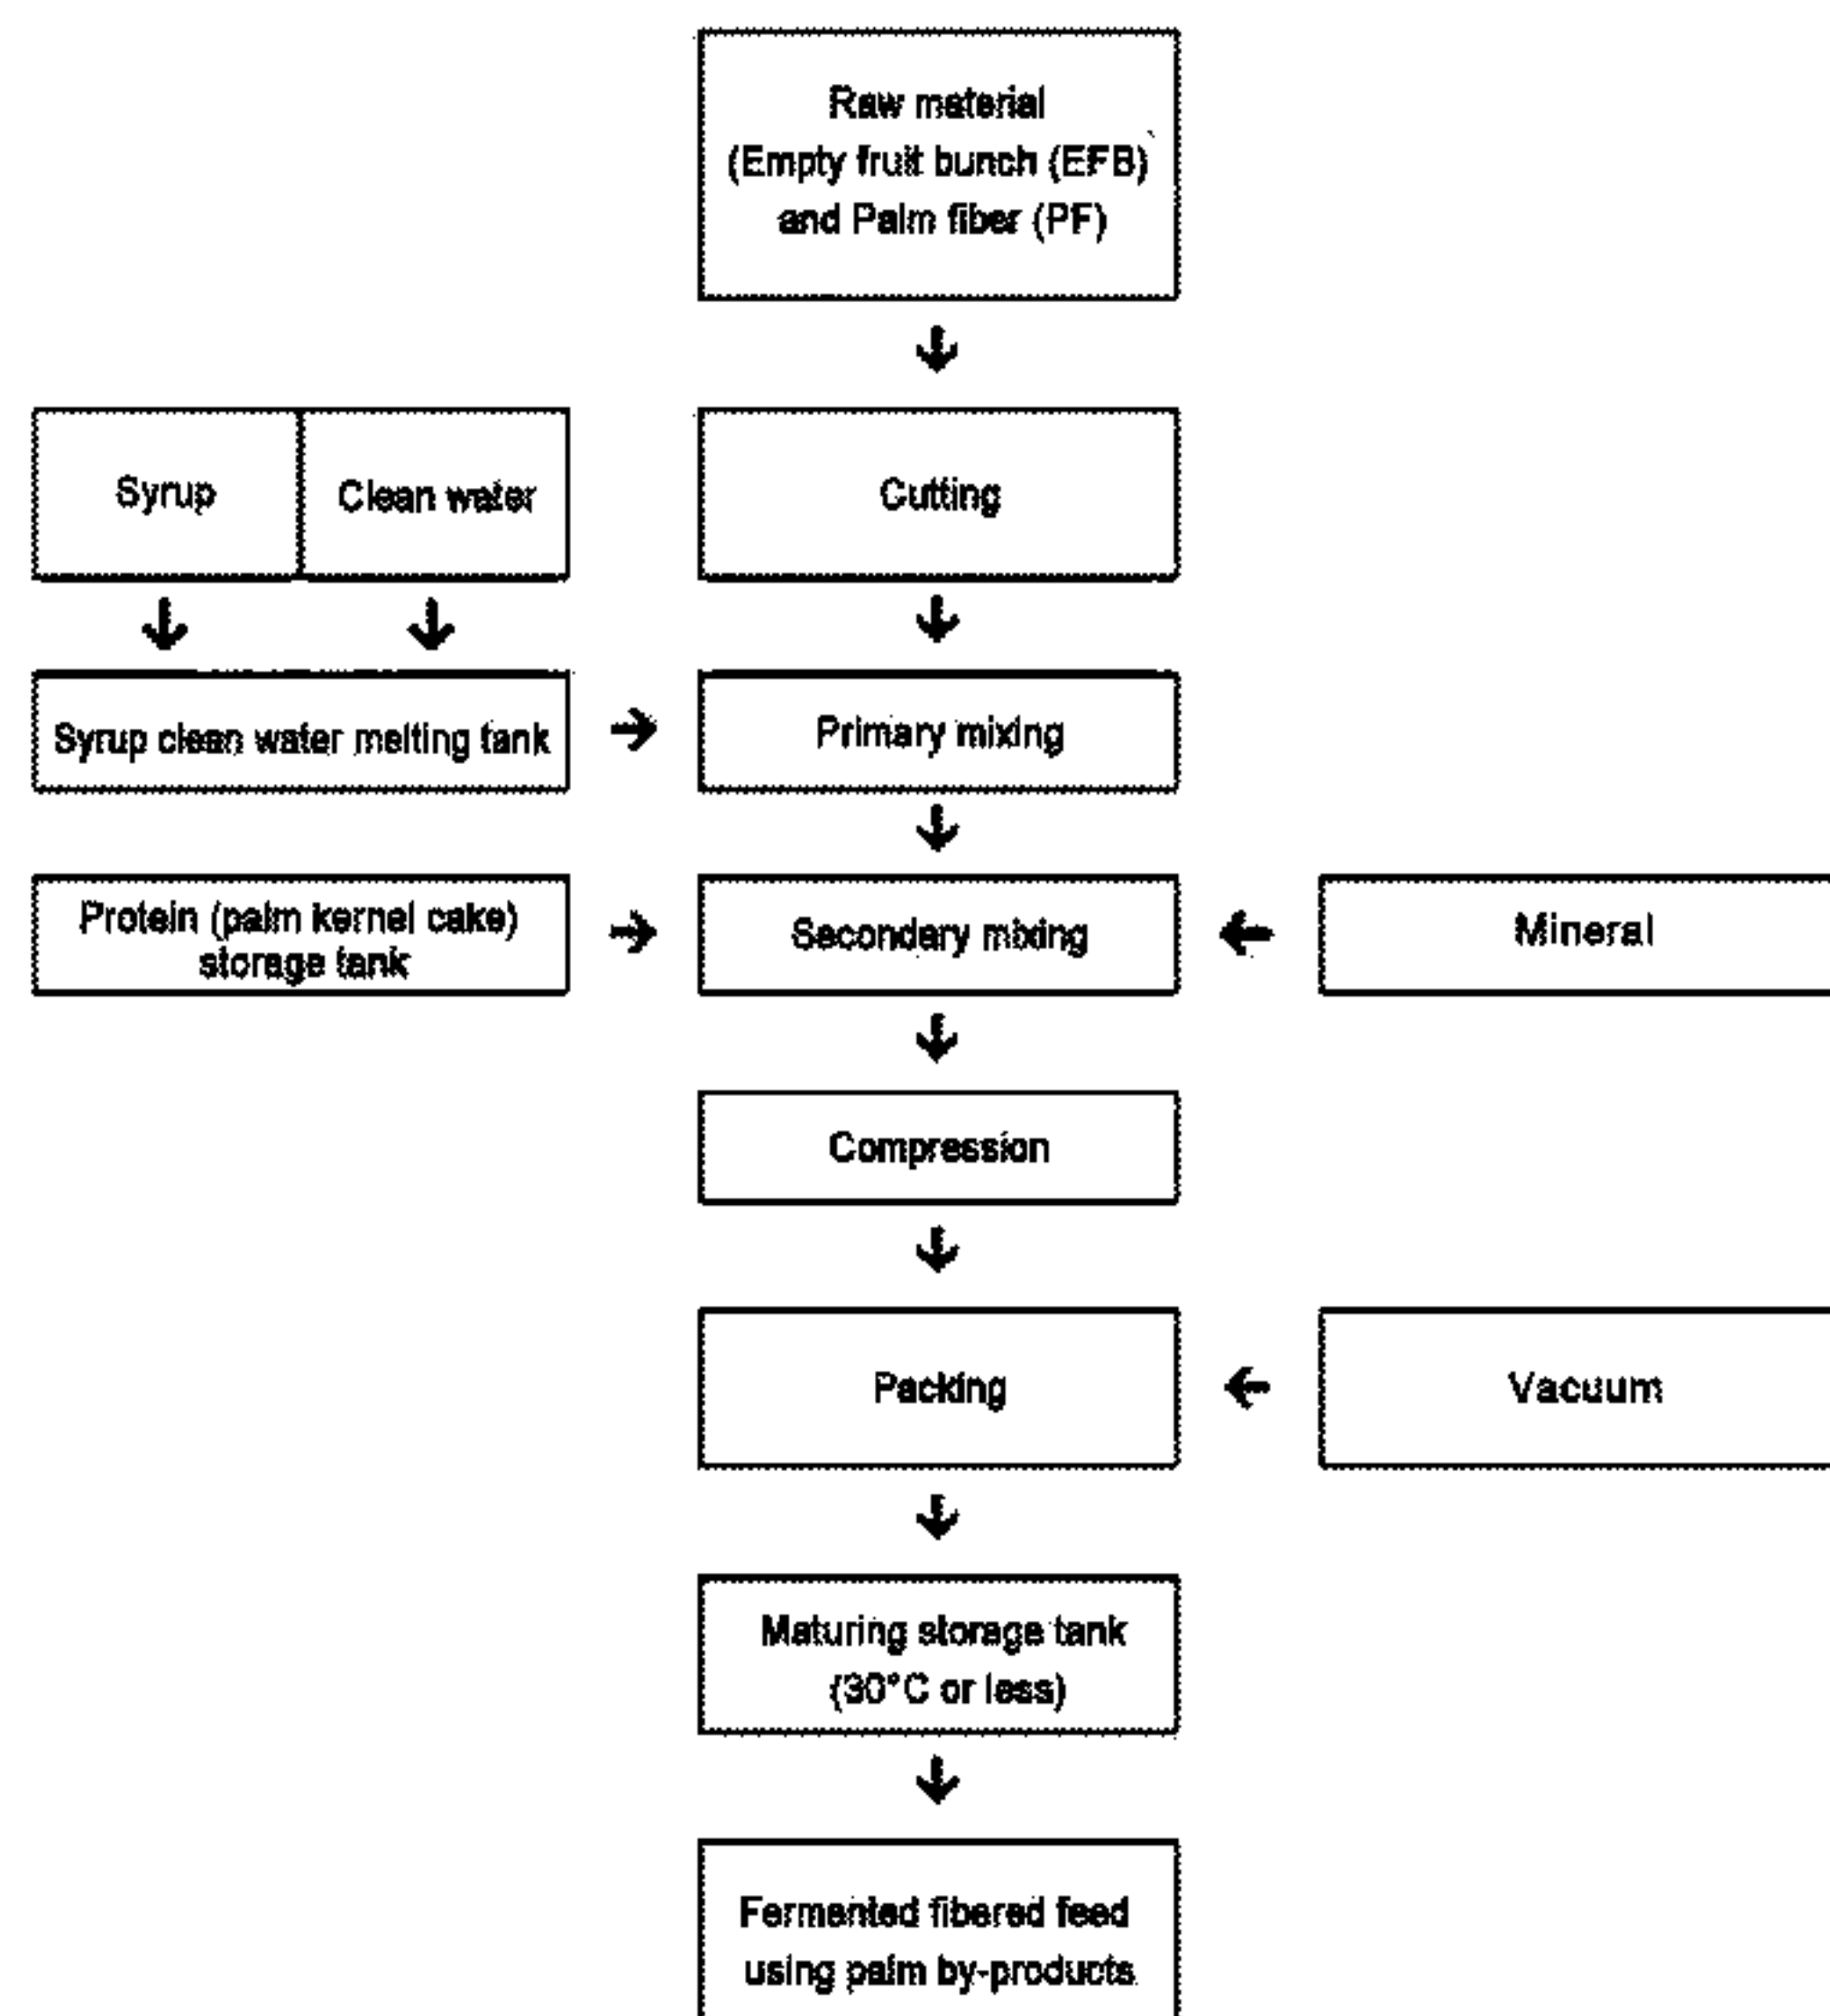 Raw material
(Empty fruit bunch (EFB)
and Palm fiber (PF)
Syrup
Clean water
Cutting
Syrup clean water melting tank
Primary mixing
Protein (palm kernel cake)
storage tank
Secondary mixing
Mineral
Compression
Packing
Vacuum
Maturing storage tank
(30°C or less)
Fermented fibered feed
using palm by-products